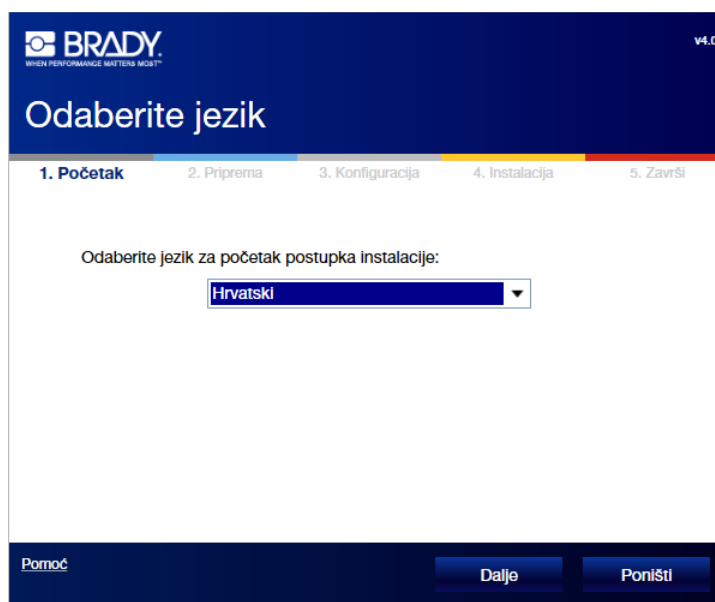 BRADY.
WHEN PERFORMANCE MATTERS MOST™
v4.0
Odaberite jezik
1. Početak 2. Priprema 3. Konfiguracija 4. Instalacija 5. Završi
Odaberite jezik za početak postupka instalacije:
Hrvatski
Pomoć Dalje Poništi